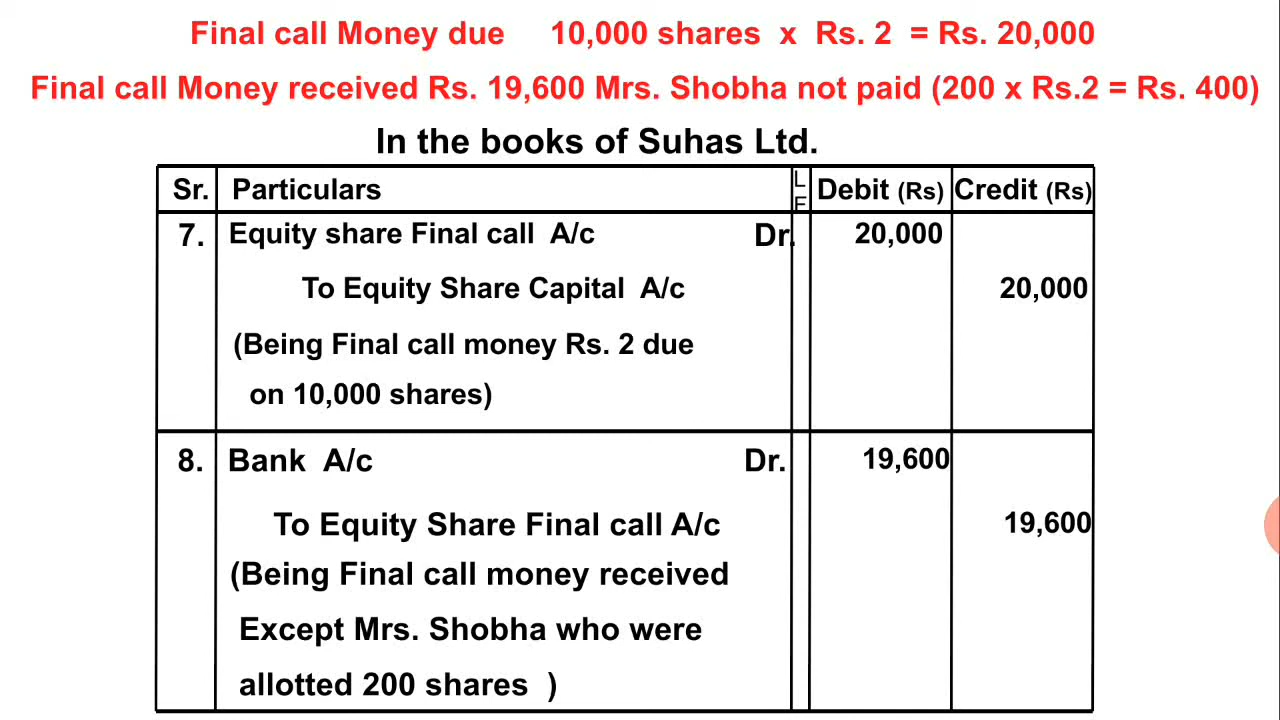 Final call Money due 10,000 shares x Rs. 2 = Rs. 20,000
Final call Money received Rs. 19,600 Mrs. Shobha not paid (200 x Rs.2 = Rs. 400)
In the books of Suhas Ltd.
Sr. Particulars L F Debit (Rs) Credit (Rs)
7. Equity share Final call A/c Dr. 20,000
To Equity Share Capital A/c 20,000
(Being Final call money Rs. 2 due
on 10,000 shares)
8. Bank A/c Dr. 19,600
To Equity Share Final call A/c 19,600
(Being Final call money received
Except Mrs. Shobha who were
allotted 200 shares )